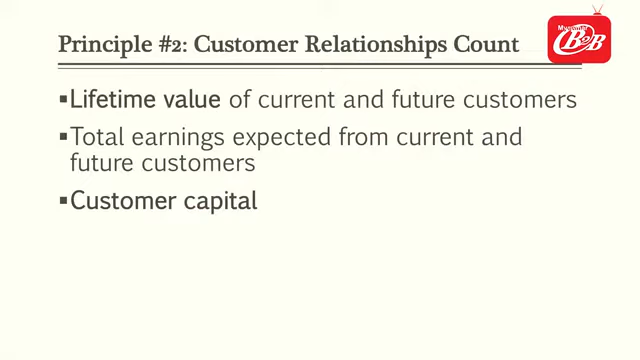 Principle #2: Customer Relationships Count
▪Lifetime value of current and future customers
▪Total earnings expected from current and
future customers
▪Customer capital
B2B